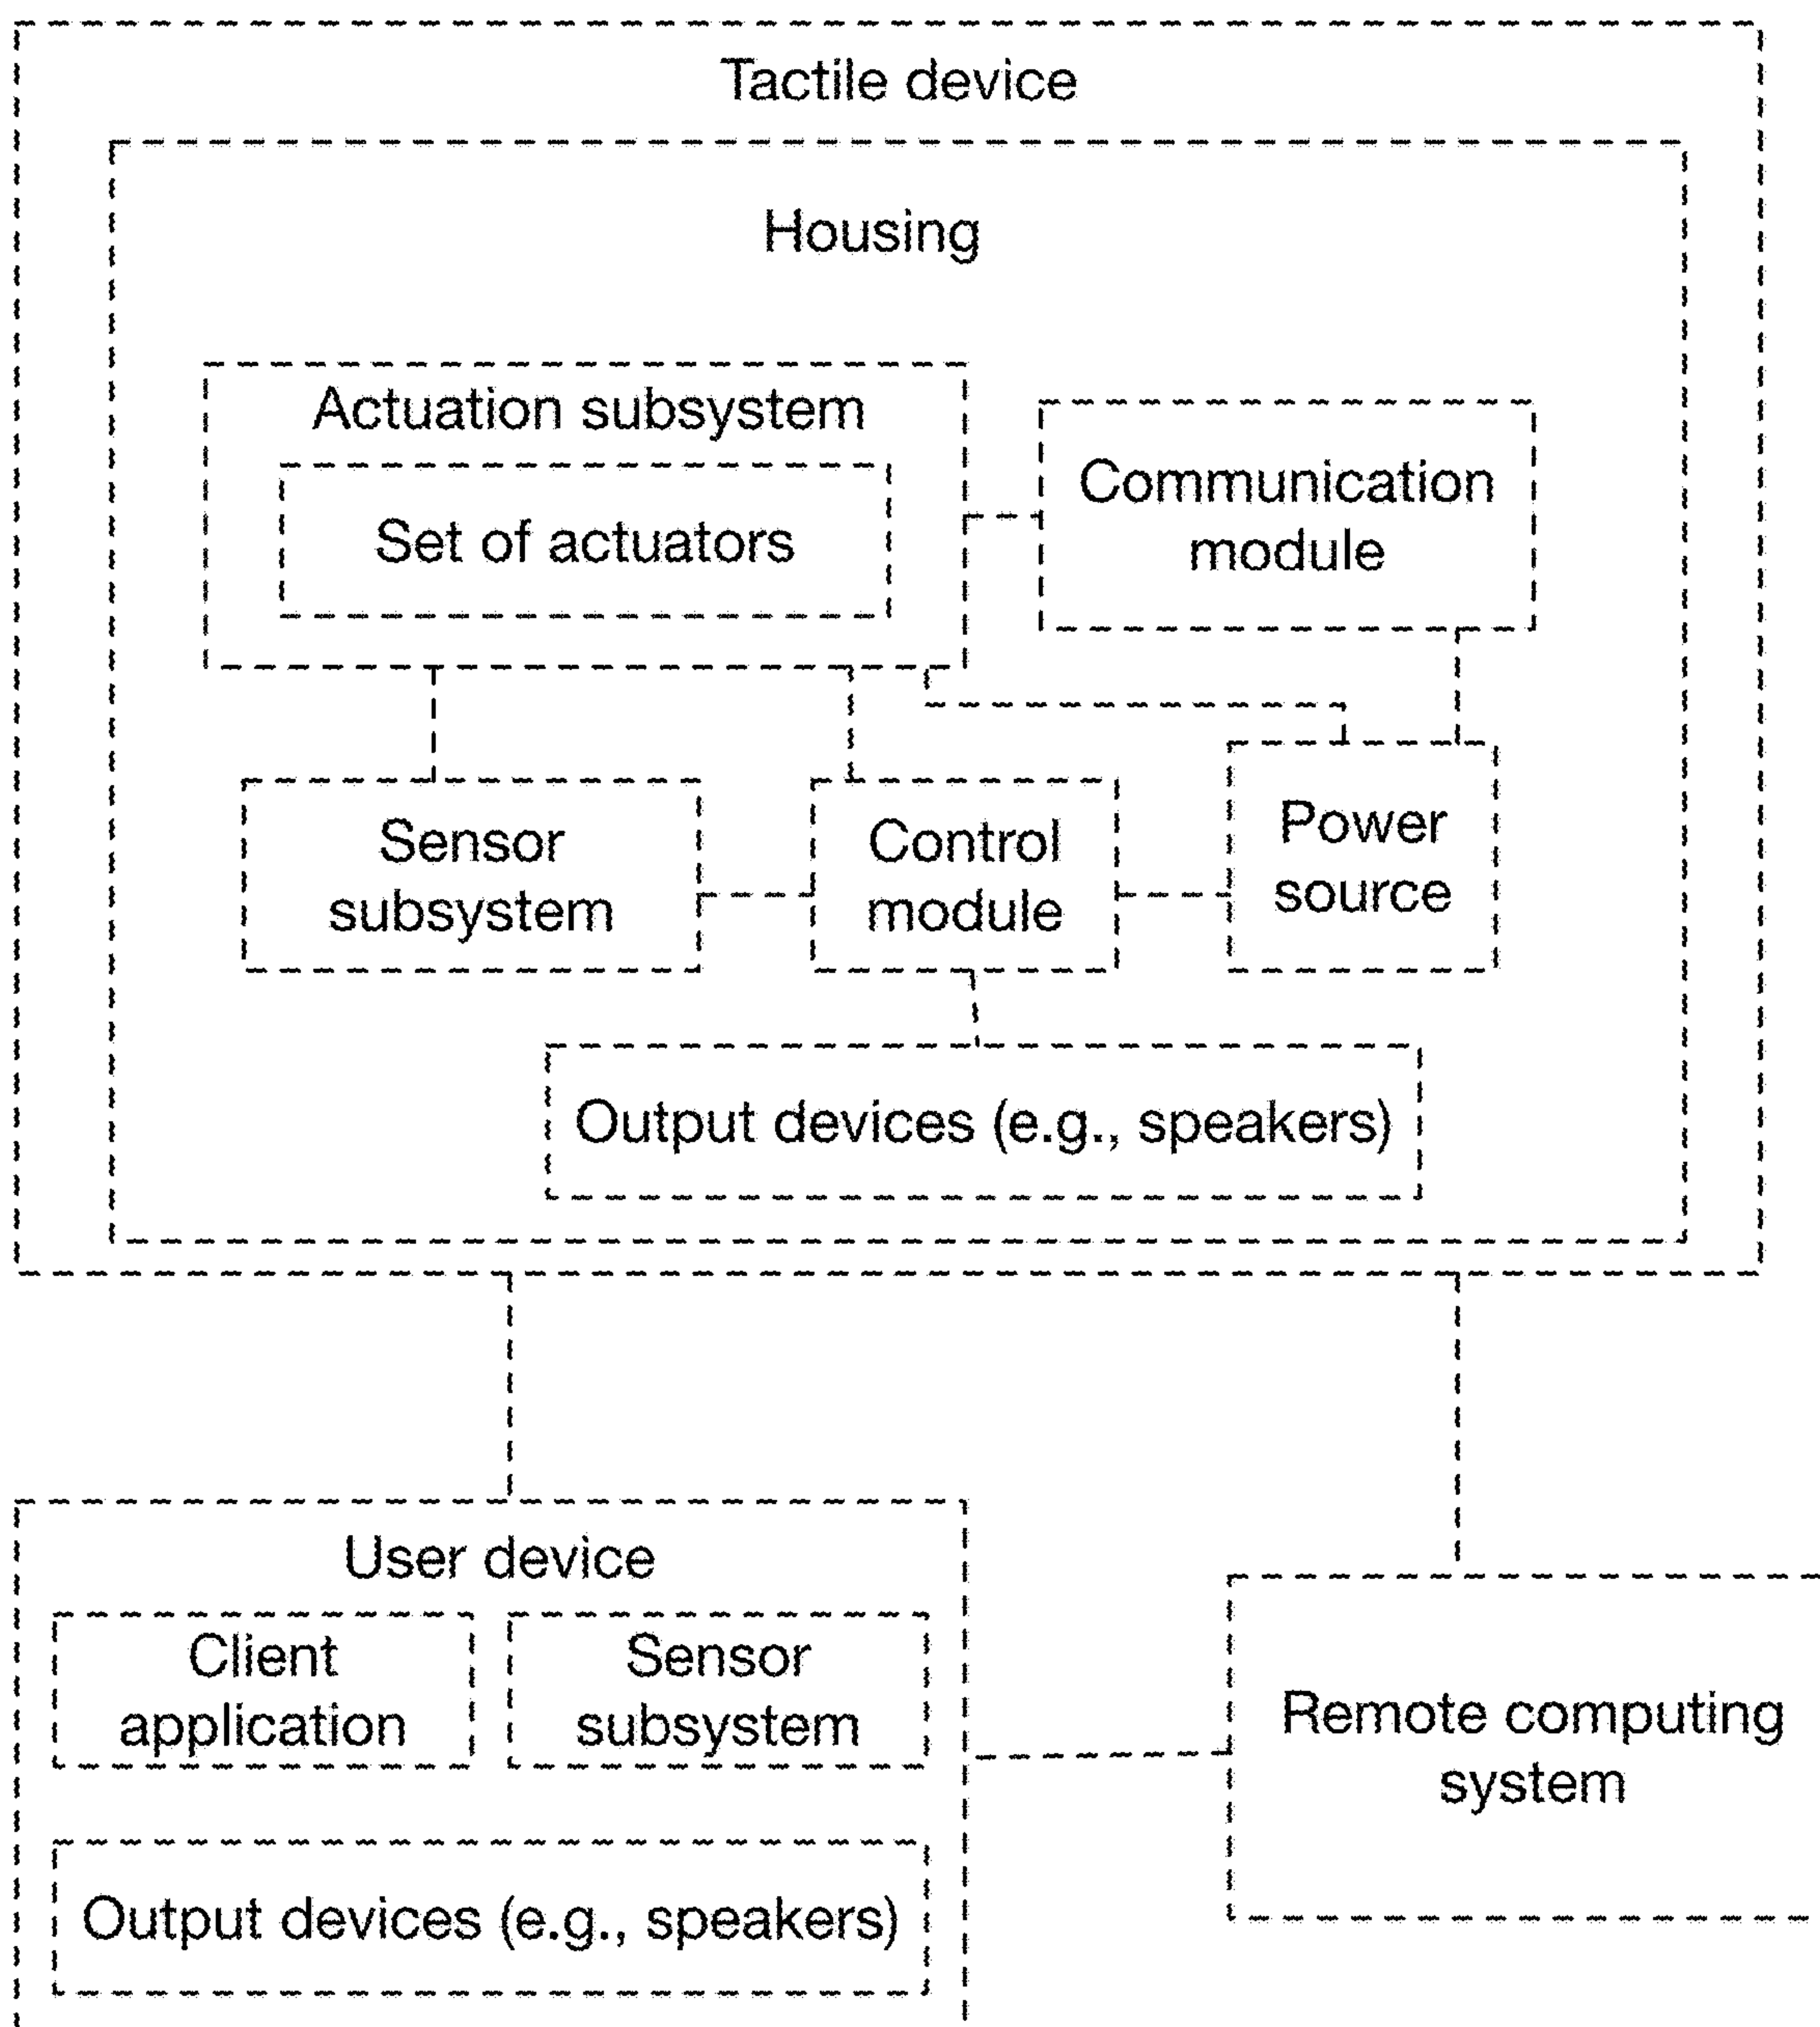 Tactile device
Housing
Actuation subsystem
Set of actuators
Communication
module
Sensor
subsystem
Control
module
Power
source
Output devices (e.g., speakers)
User device
Client
application
Sensor
subsystem
Output devices (e.g., speakers)
Remote computing
system